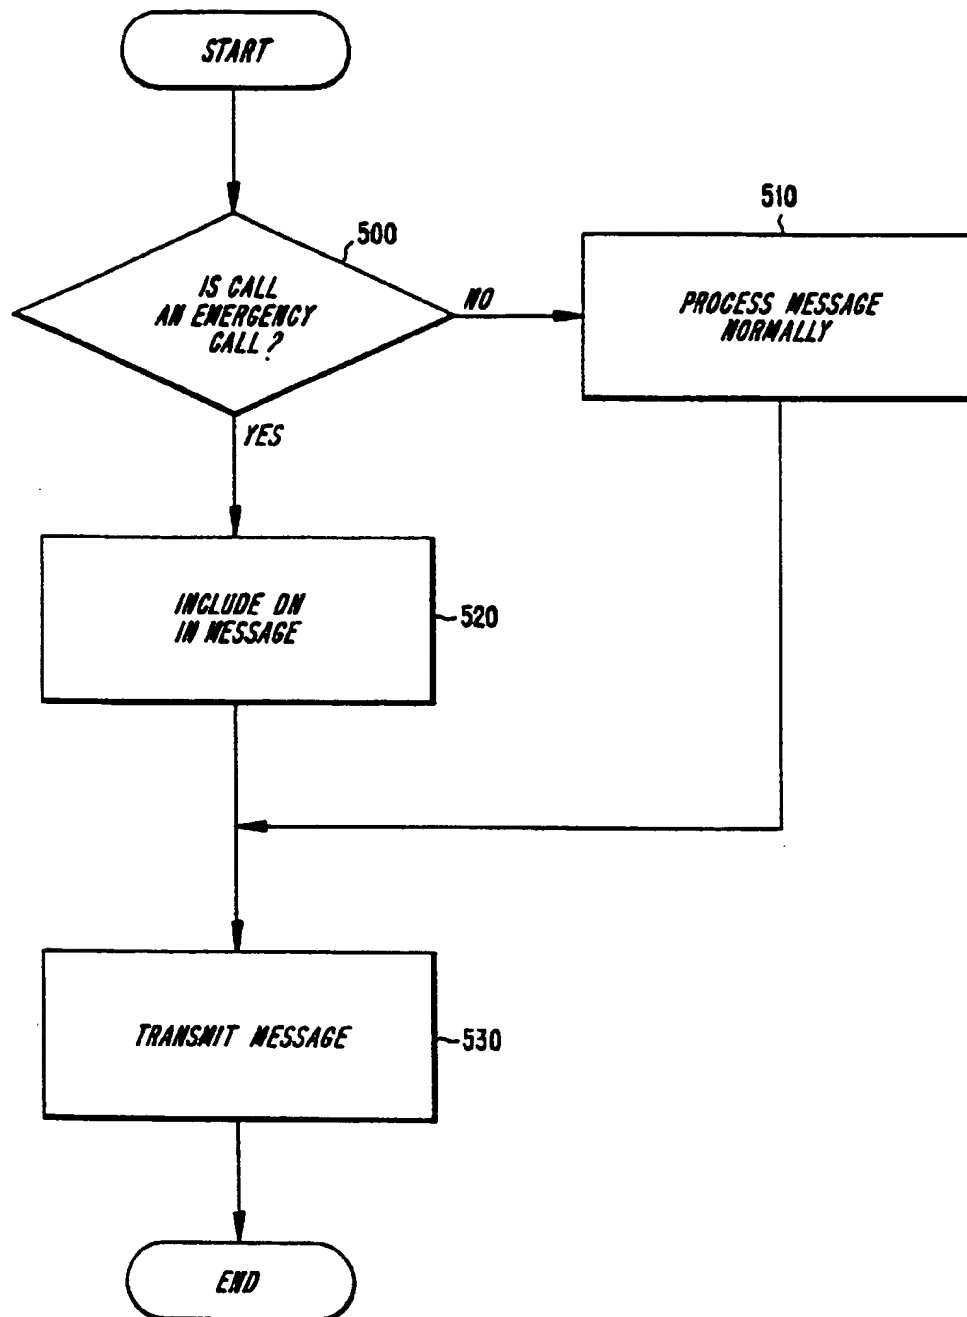 START
500
IS CALL
AN EMERGENCY
CALL?
NO
510
PROCESS MESSAGE
NORMALLY
YES
INCLUDE DN
IN MESSAGE
520
TRANSMIT MESSAGE
530
END